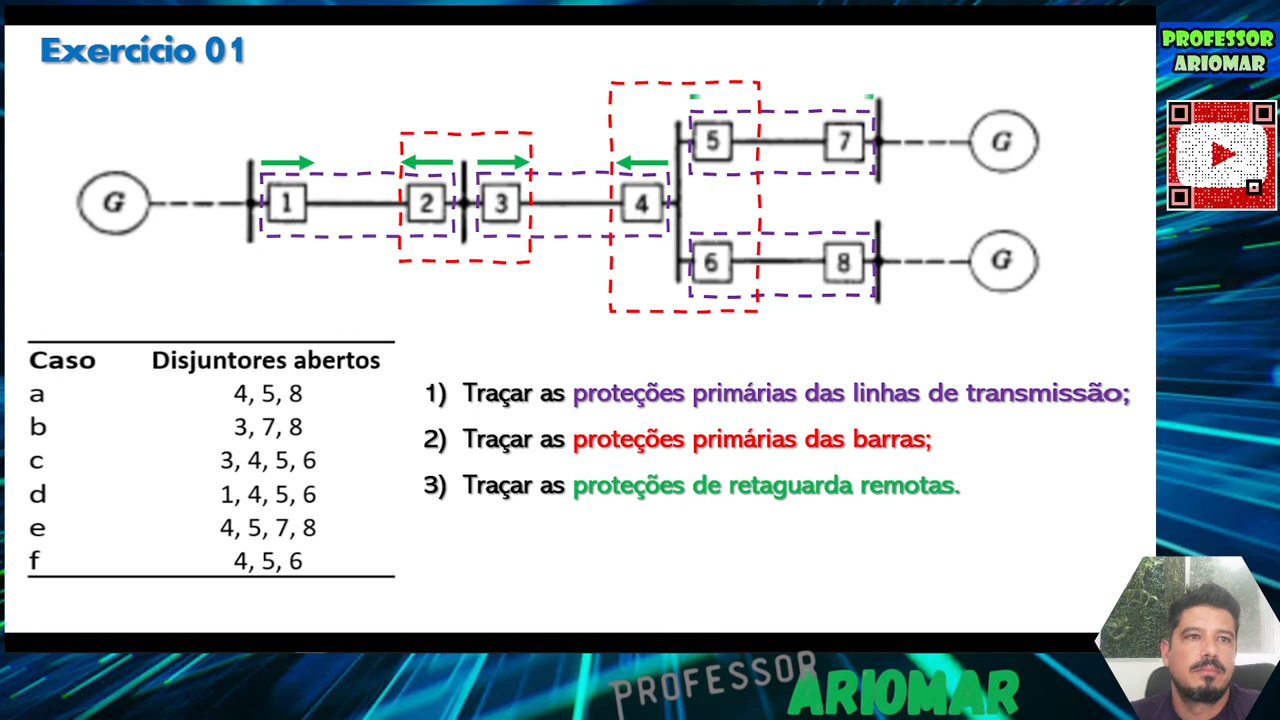 Exercício 01
PROFESSOR
ARIOMAR
5
7
G
G
1
2
3
4
6
8
G
Caso Disjuntores abertos
a 4, 5, 8
b 3, 7, 8
c 3, 4, 5, 6
d 1, 4, 5, 6
e 4, 5, 7, 8
f 4, 5, 6
1) Traçar as proteções primárias das linhas de transmissão;
2) Traçar as proteções primárias das barras;
3) Traçar as proteções de retaguarda remotas.
PROFESSOR
ARIOMAR